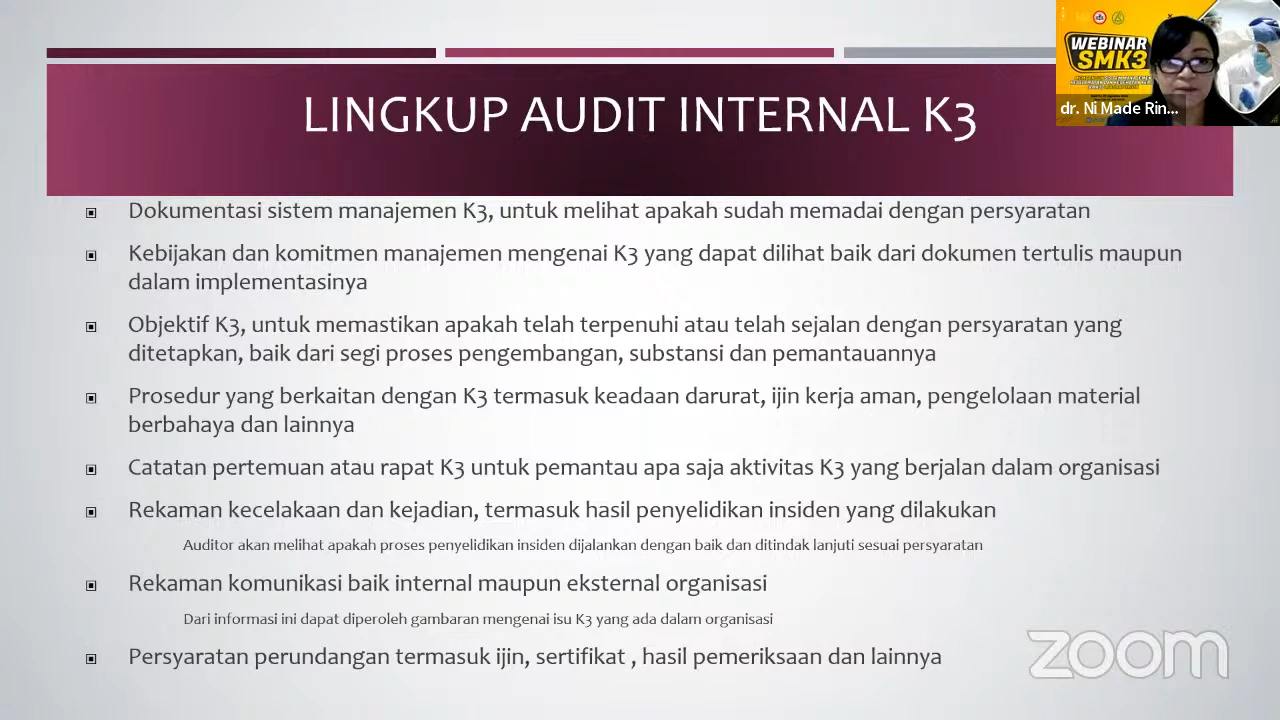 LINGKUP AUDIT INTERNAL K3
WEBINAR
SMK3
dr. Ni Made Rin...
Dokumentasi sistem manajemen K3, untuk melihat apakah sudah memadai dengan persyaratan
Kebijakan dan komitmen manajemen mengenai K3 yang dapat dilihat baik dari dokumen tertulis maupun
dalam implementasinya
Objektif K3, untuk memastikan apakah telah terpenuhi atau telah sejalan dengan persyaratan yang
ditetapkan, baik dari segi proses pengembangan, substansi dan pemantauannya
Prosedur yang berkaitan dengan K3 termasuk keadaan darurat, ijin kerja aman, pengelolaan material
berbahaya dan lainnya
Catatan pertemuan atau rapat K3 untuk pemantau apa saja aktivitas K3 yang berjalan dalam organisasi
Rekaman kecelakaan dan kejadian, termasuk hasil penyelidikan insiden yang dilakukan
Auditor akan melihat apakah proses penyelidikan insiden dijalankan dengan baik dan ditindak lanjuti sesuai persyaratan
Rekaman komunikasi baik internal maupun eksternal organisasi
Dari informasi ini dapat diperoleh gambaran mengenai isu K3 yang ada dalam organisasi
Persyaratan perundangan termasuk ijin, sertifikat , hasil pemeriksaan dan lainnya
zoom